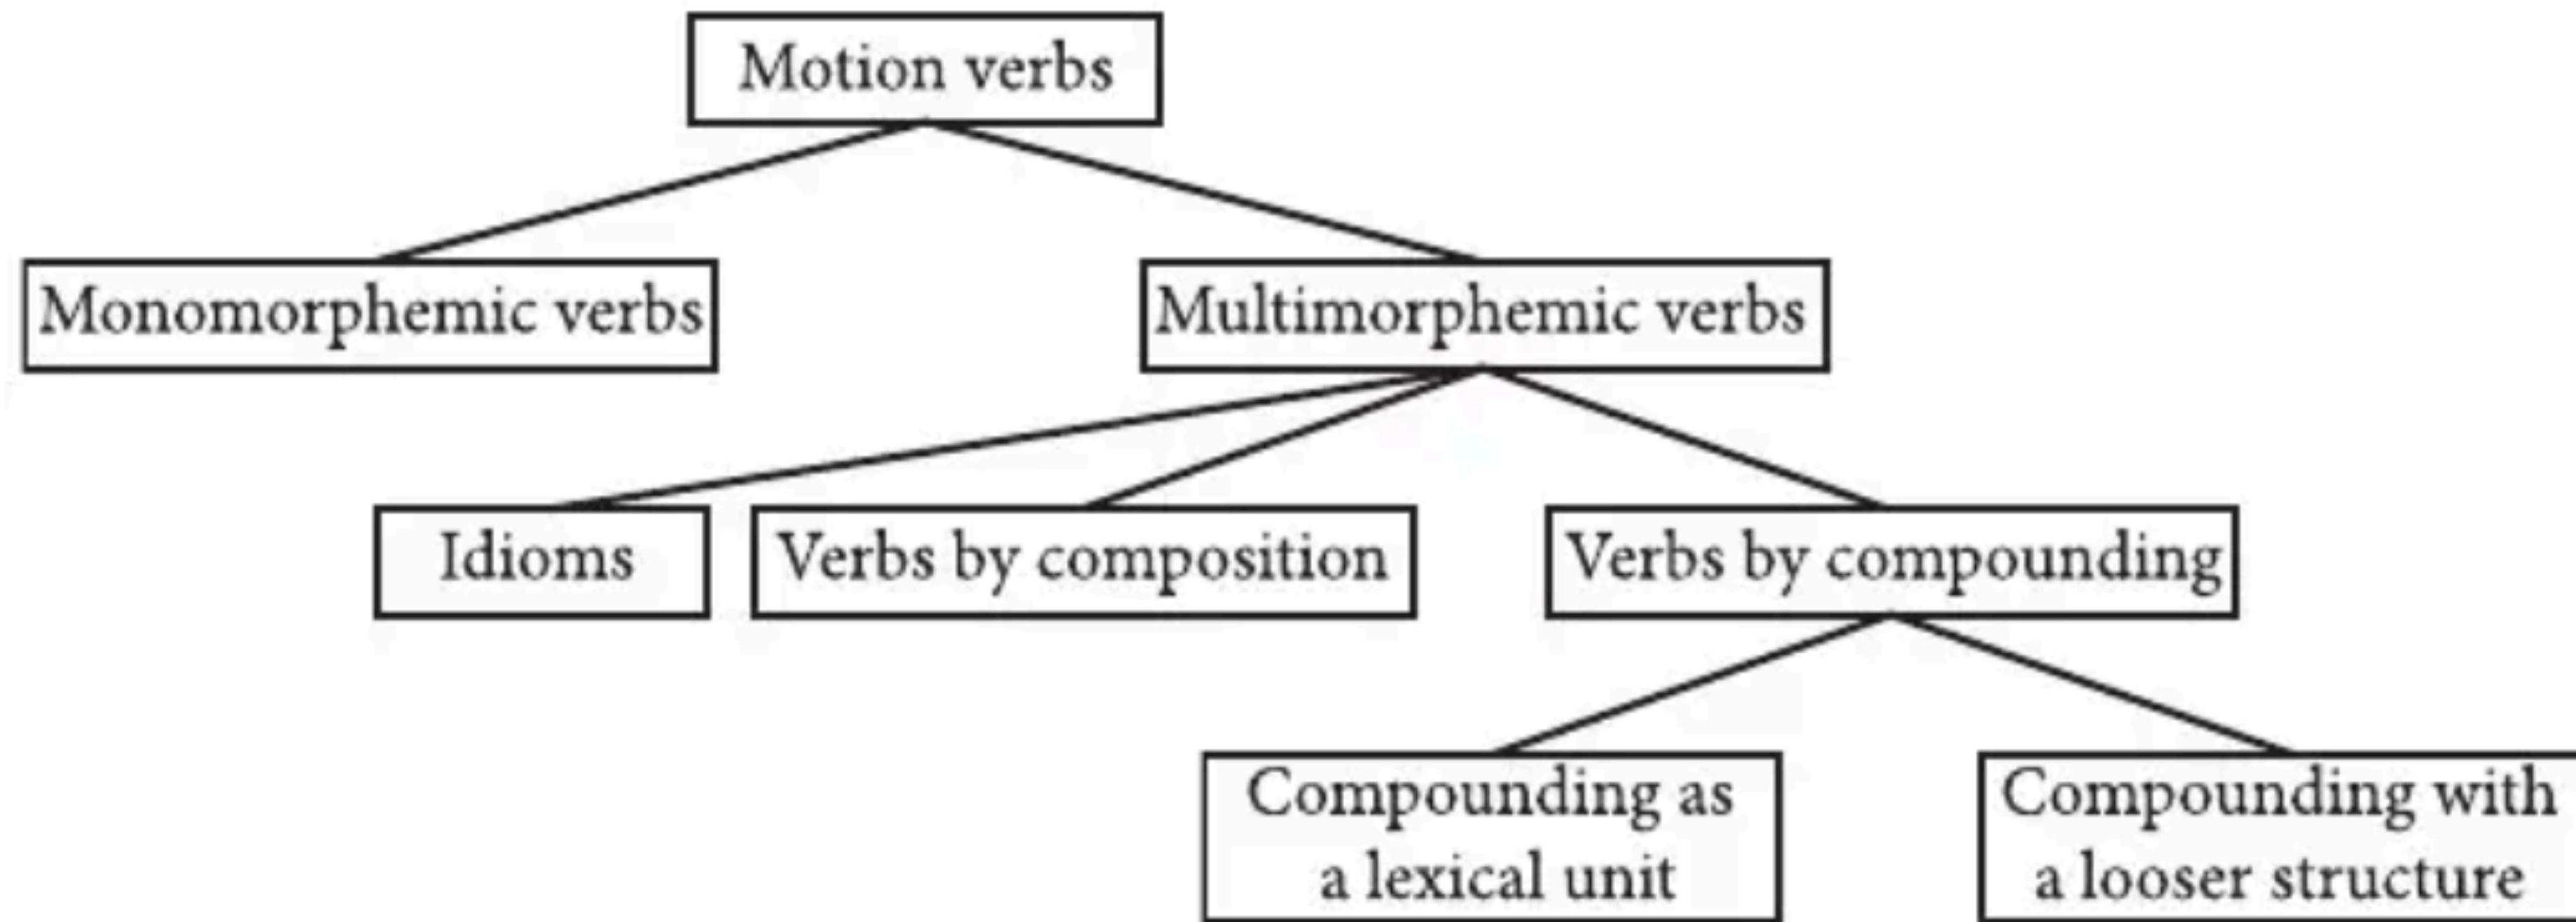 Motion verbs
Monomorphemic verbs
Multimorphemic verbs
Idioms
Verbs by composition
Verbs by compounding
Compounding as
a lexical unit
Compounding with
a looser structure